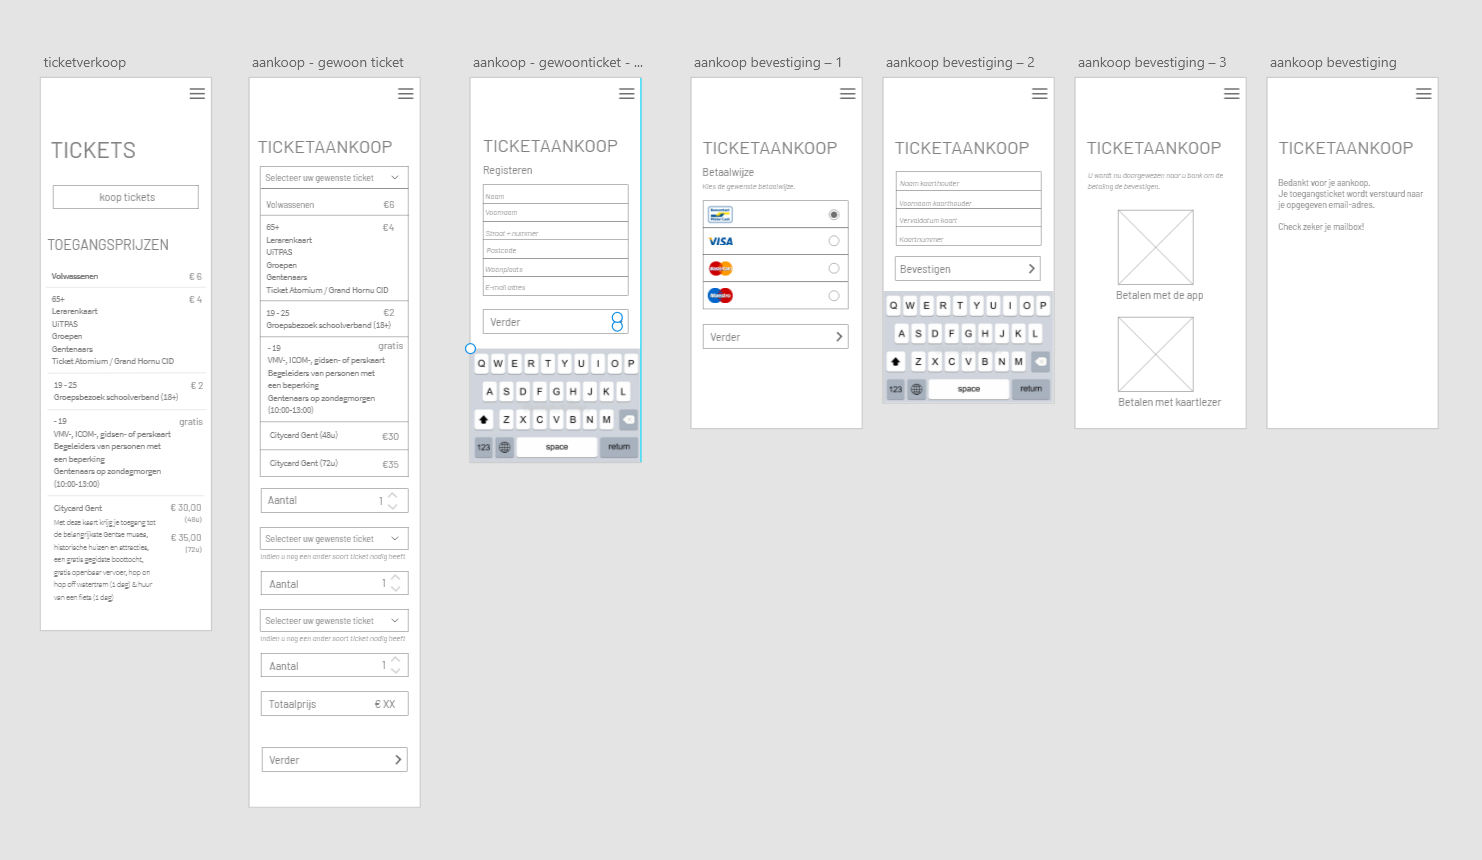 ticketverkoop
TICKETS
koop tickets
TOEGANGSPRIJZEN
Volwassenen € 6
65+ € 4
Lerarenkaart
UiTPAS
Groepen
Gentenaars
Ticket Atomium / Grand Hornu CID
19 - 25 € 2
Groepsbezoek schoolverband (18+)
- 19 gratis
VMV-, ICOM-, gidsen- of perskaart
Begeleiders van personen met
een beperking
Gentenaars op zondagmorgen
(10:00-13:00)
Citycard Gent € 30,00
(48u)
Met deze kaart krijg je toegang tot
de belangrijkste Gentse musea,
€ 35,00
historische huizen en attracties,
(72u)
een gratis gegidste boottocht,
gratis openbaar vervoer, hop on
hop off watertram (1 dag) & huur
van een fiets (1 dag)
aankoop - gewoon ticket
TICKETAANKOOP
Selecteer uw gewenste ticket
Volwassenen €6
65+ €4
Lerarenkaart
UiTPAS
Groepen
Gentenaars
Ticket Atomium / Grand Hornu CID
19 - 25 €2
Groepsbezoek schoolverband (18+)
- 19 gratis
VMV-, ICOM-, gidsen- of perskaart
Begeleiders van personen met
een beperking
Gentenaars op zondagmorgen
(10:00-13:00)
Citycard Gent (48u) €30
Citycard Gent (72u) €35
Aantal 1
Selecteer uw gewenste ticket
Indien u nog een ander soort ticket nodig heeft
Aantal 1
Selecteer uw gewenste ticket
Indien u nog een ander soort ticket nodig heeft
Aantal 1
Totaalprijs € XX
Verder
aankoop - gewoonticket - ...
TICKETAANKOOP
Registeren
Naam
Voornaam
Straat + nummer
Postcode
Woonplaats
E-mail adres
Verder
Q W E R T Y U I O P
A S D F G H J K L
Z X C V B N M
123 space return
aankoop bevestiging – 1
TICKETAANKOOP
Betaalwijze
Kies de gewenste betaalwijze.
Bancontact
Mister Cash
VISA
MasterCard
Maestro
Verder
aankoop bevestiging – 2
TICKETAANKOOP
Naam kaarthouder
Voornaam kaarthouder
Vervaldatum kaart
Kaartnummer
Bevestigen
Q W E R T Y U I O P
A S D F G H J K L
Z X C V B N M
123 space return
aankoop bevestiging – 3
TICKETAANKOOP
U wordt nu doorgewezen naar u bank om de
betaling de bevestigen.
Betalen met de app
Betalen met kaartlezer
aankoop bevestiging
TICKETAANKOOP
Bedankt voor je aankoop.
Je toegangsticket wordt verstuurd naar
je opgegeven email-adres.
Check zeker je mailbox!